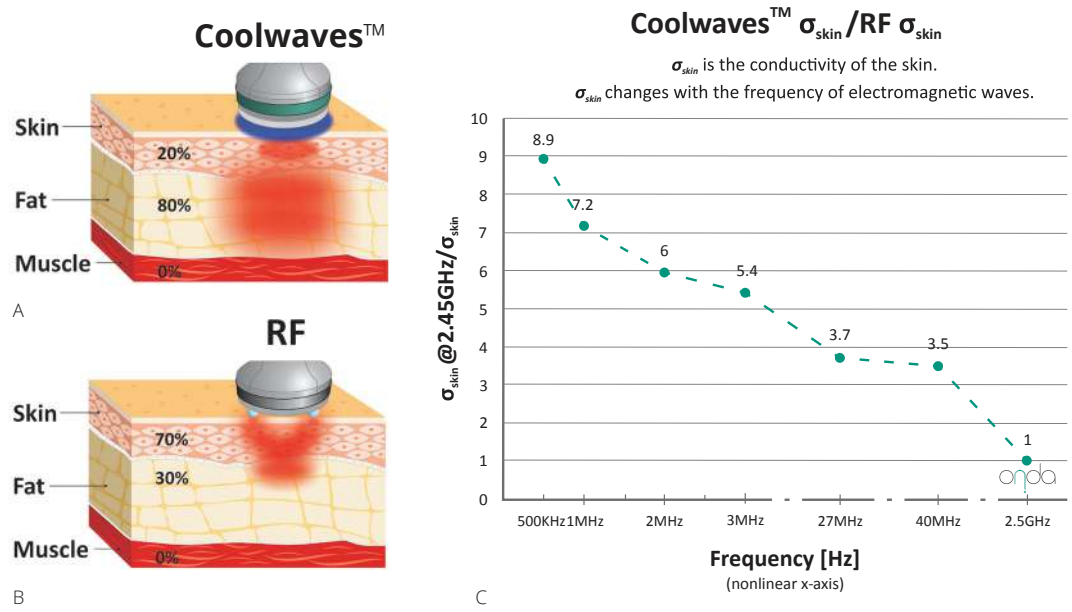 Coolwaves™
Skin
20%
Fat
80%
Muscle
0%
A
RF
Skin
70%
Fat
30%
Muscle
0%
B
Coolwaves™ σskin/RF σskin
σskin is the conductivity of the skin.
σskin changes with the frequency of electromagnetic waves.
σskin@2.45GHz/σskin
10
9
8
7
6
5
4
3
2
1
0
8.9
7.2
6
5.4
3.7
3.5
1
onda
500KHz 1MHz 2MHz 3MHz 27MHz 40MHz 2.5GHz
Frequency [Hz]
(nonlinear x-axis)
C